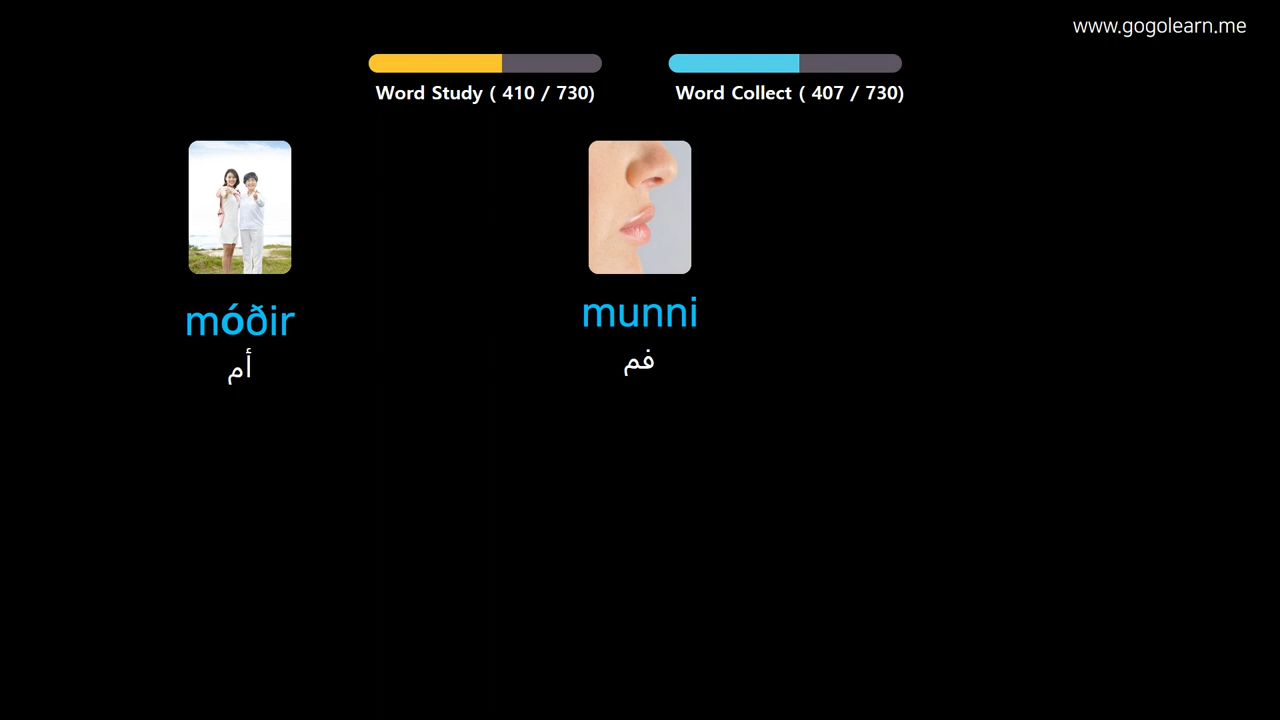 www.gogolearn.me
Word Study ( 410 / 730)
Word Collect ( 407 / 730)
móðir
أم
munni
فم